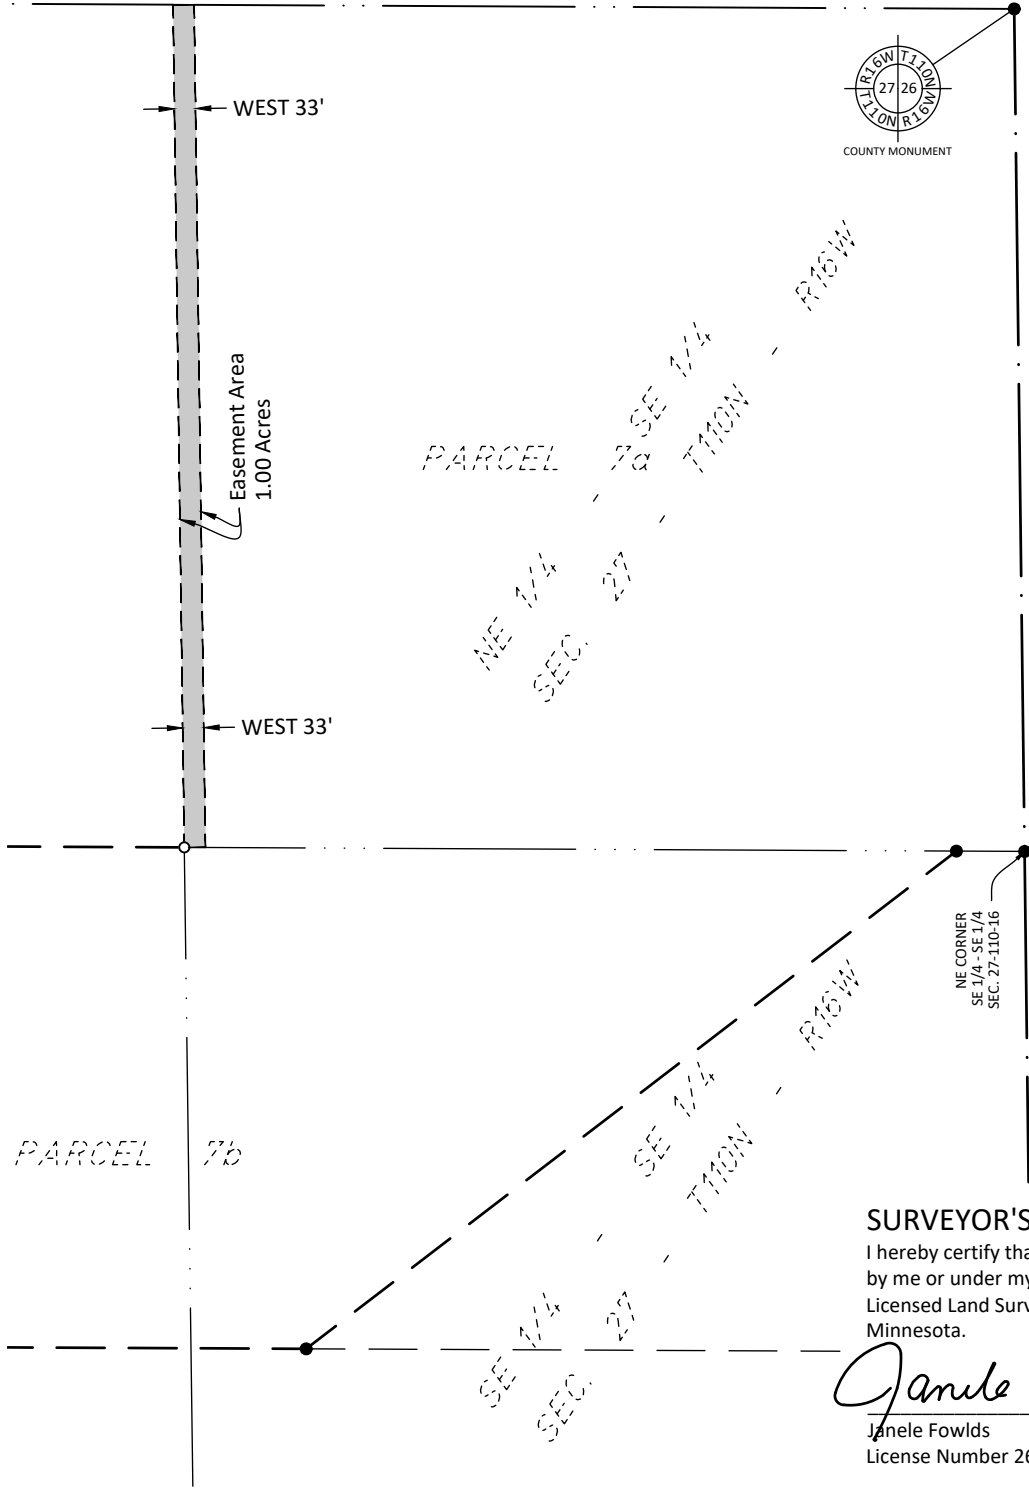 WEST 33'
R16W T110N
27 26
T110N R16W
COUNTY MONUMENT
Easement Area
1.00 Acres
PARCEL 7a
NE 1/4 - SE 1/4
SEC. 27 - T110N - R16W
WEST 33'
NE CORNER
SE 1/4 - SE 1/4
SEC. 27-110-16
PARCEL 7b
SE 1/4 - SE 1/4
SEC. 27 - T110N - R16W
SURVEYOR'S
I hereby certify tha
by me or under my
Licensed Land Surv
Minnesota.
Janele
Janele Fowlds
License Number 26